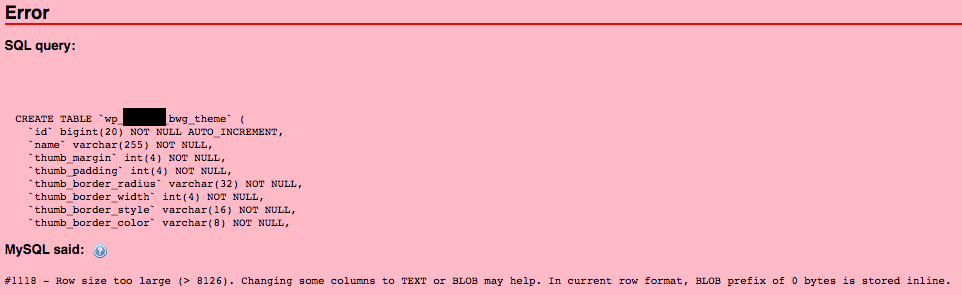 Error
SQL query:
CREATE TABLE `wp_ bwg_theme` (
`id` bigint(20) NOT NULL AUTO_INCREMENT,
`name` varchar(255) NOT NULL,
`thumb_margin` int(4) NOT NULL,
`thumb_padding` int(4) NOT NULL,
`thumb_border_radius` varchar(32) NOT NULL,
`thumb_border_width` int(4) NOT NULL,
`thumb_border_style` varchar(16) NOT NULL,
`thumb_border_color` varchar(8) NOT NULL,
MySQL said: ?
#1118 - Row size too large (> 8126). Changing some columns to TEXT or BLOB may help. In current row format, BLOB prefix of 0 bytes is stored inline.